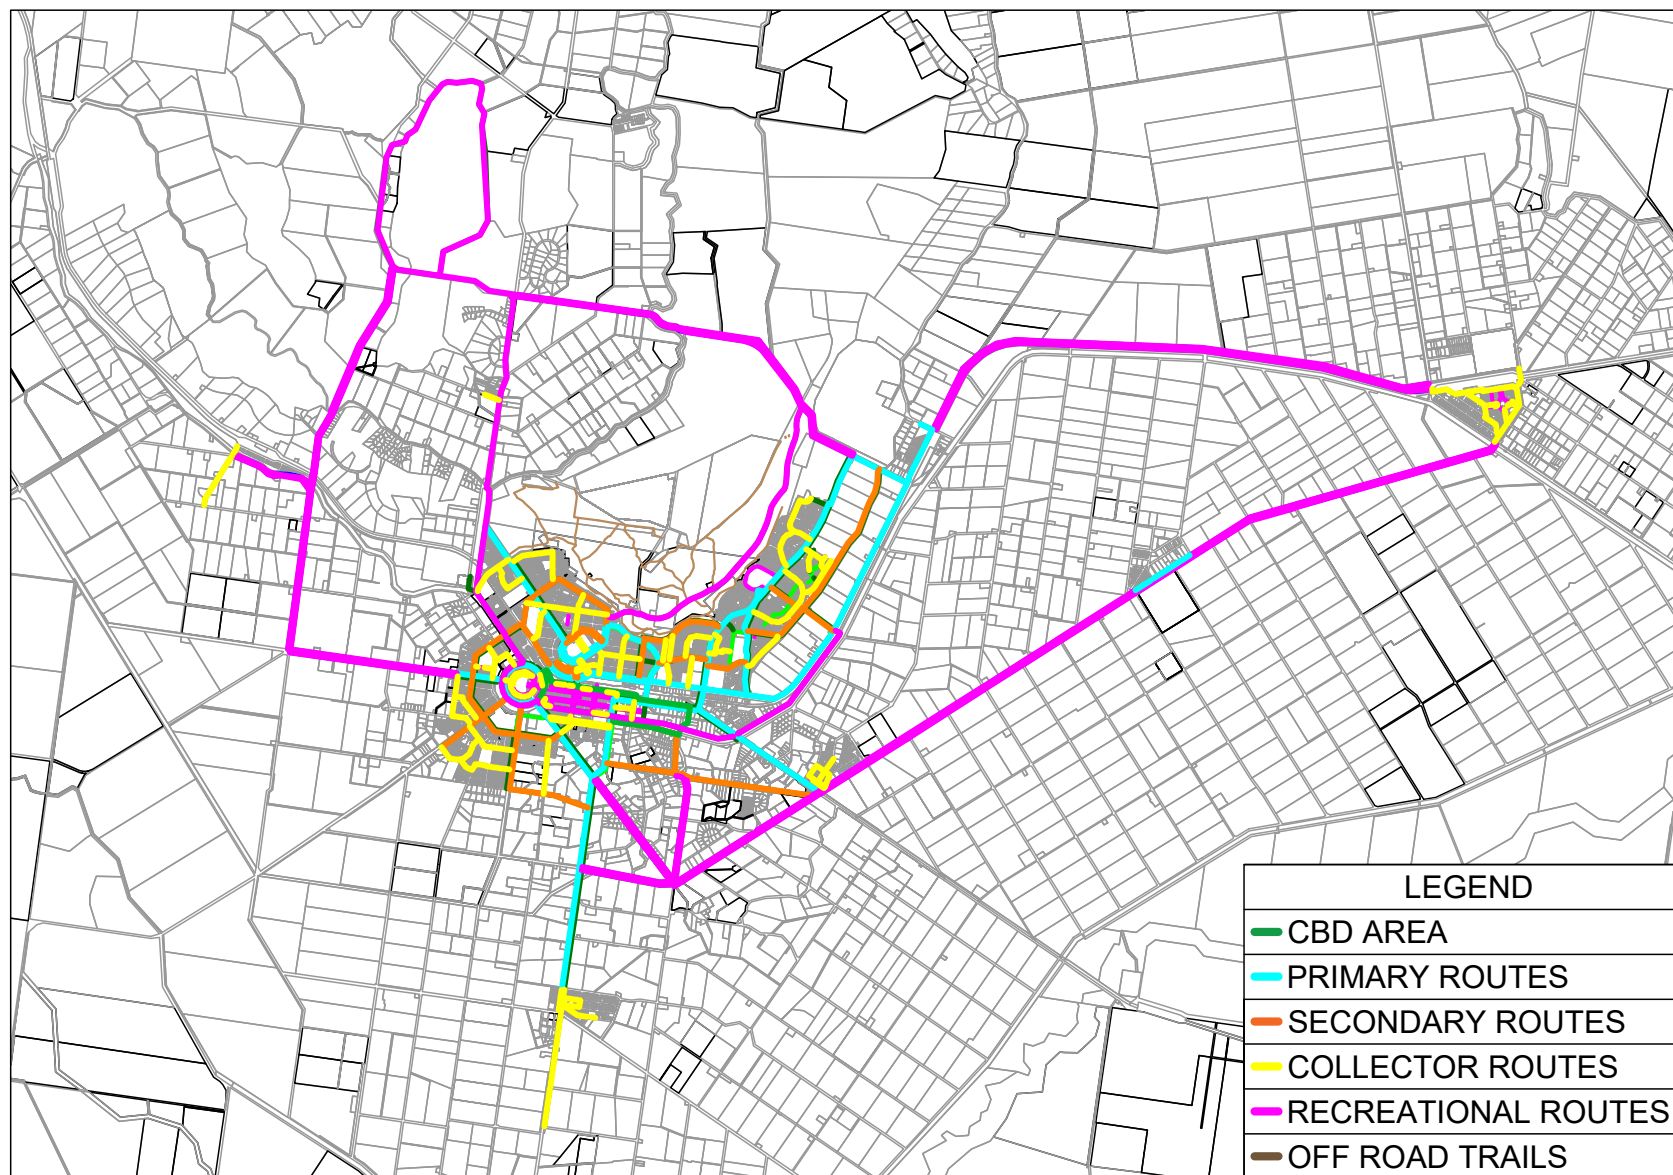 LEGEND
CBD AREA
PRIMARY ROUTES
SECONDARY ROUTES
COLLECTOR ROUTES
RECREATIONAL ROUTES
OFF ROAD TRAILS